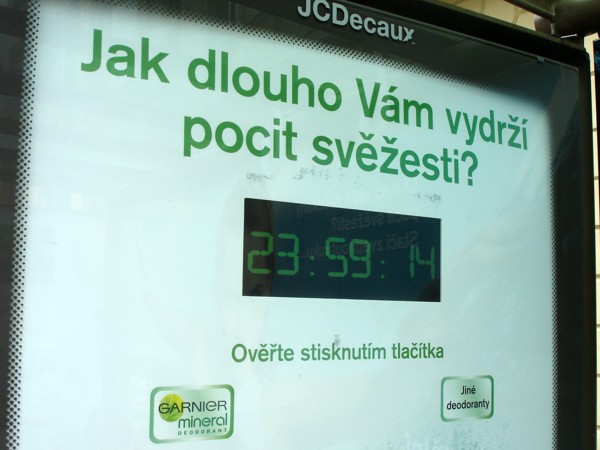 JCDecaux
Jak dlouho Vám vydrží
pocit svěžesti?
23:59:14
Ověřte stisknutím tlačítka
GARNIER
mineral
DEODORANT
Jiné
deodoranty